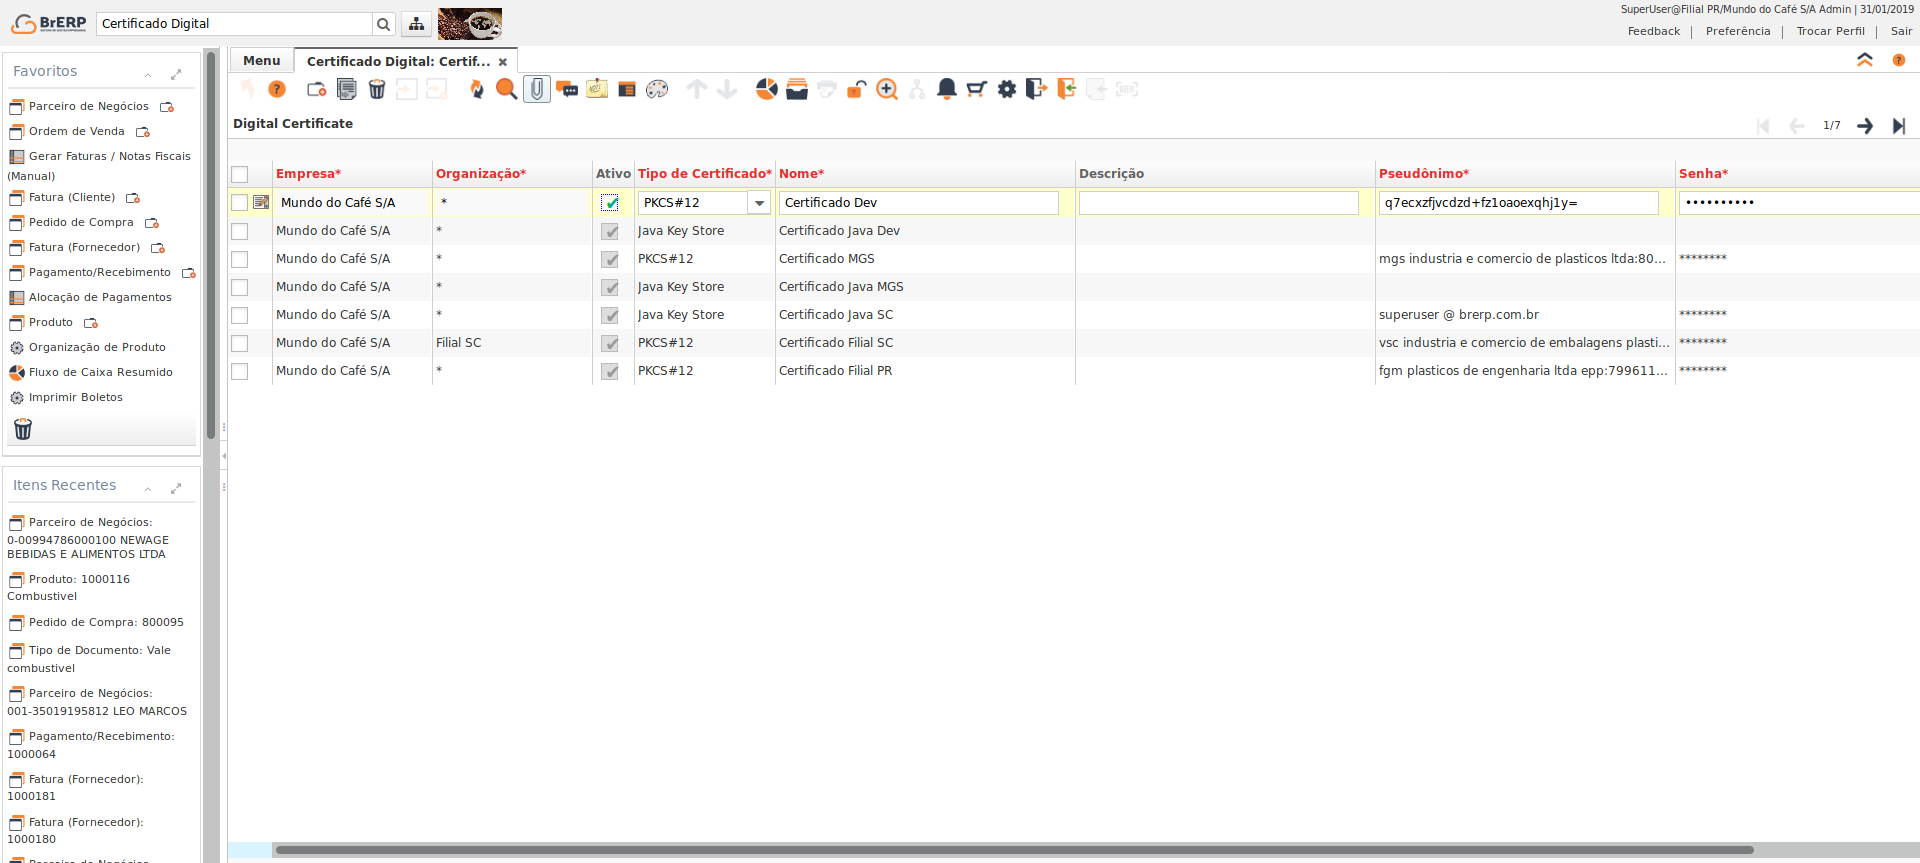 BrERP
Certificado Digital
SuperUser@Filial PR/Mundo do Café S/A Admin | 31/01/2019
Feedback | Preferência | Trocar Perfil | Sair
Favoritos
Parceiro de Negócios
Ordem de Venda
Gerar Faturas / Notas Fiscais
(Manual)
Fatura (Cliente)
Pedido de Compra
Fatura (Fornecedor)
Pagamento/Recebimento
Alocação de Pagamentos
Produto
Organização de Produto
Fluxo de Caixa Resumido
Imprimir Boletos
Itens Recentes
Parceiro de Negócios:
0-00994786000100 NEWAGE
BEBIDAS E ALIMENTOS LTDA
Produto: 1000116
Combustivel
Pedido de Compra: 800095
Tipo de Documento: Vale
combustivel
Parceiro de Negócios:
001-35019195812 LEO MARCOS
Pagamento/Recebimento:
1000064
Fatura (Fornecedor):
1000181
Fatura (Fornecedor):
1000180
Parceiro de Negócios
Menu
Certificado Digital: Certif...
Digital Certificate
1/7
Empresa* Organização* Ativo Tipo de Certificado* Nome* Descrição Pseudônimo* Senha*
Mundo do Café S/A * PKCS#12 Certificado Dev q7ecxzfjvcdzd+fz1oaoexqhj1y= ••••••••••
Mundo do Café S/A * Java Key Store Certificado Java Dev
Mundo do Café S/A * PKCS#12 Certificado MGS mgs industria e comercio de plasticos ltda:80... ********
Mundo do Café S/A * Java Key Store Certificado Java MGS
Mundo do Café S/A * Java Key Store Certificado Java SC superuser @ brerp.com.br ********
Mundo do Café S/A Filial SC PKCS#12 Certificado Filial SC vsc industria e comercio de embalagens plasti... ********
Mundo do Café S/A * PKCS#12 Certificado Filial PR fgm plasticos de engenharia ltda epp:799611... ********